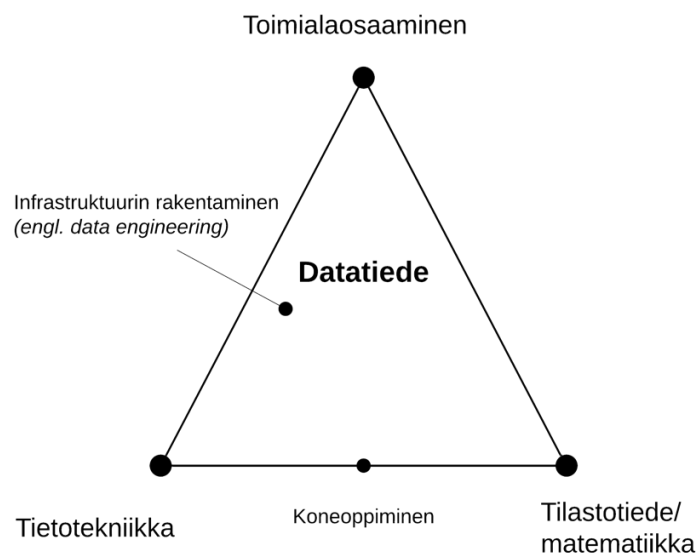 Toimialaosaaminen
Infrastruktuurin rakentaminen
(engl. data engineering)
Datatiede
Tietotekniikka
Koneoppiminen
Tilastotiede/
matematiikka